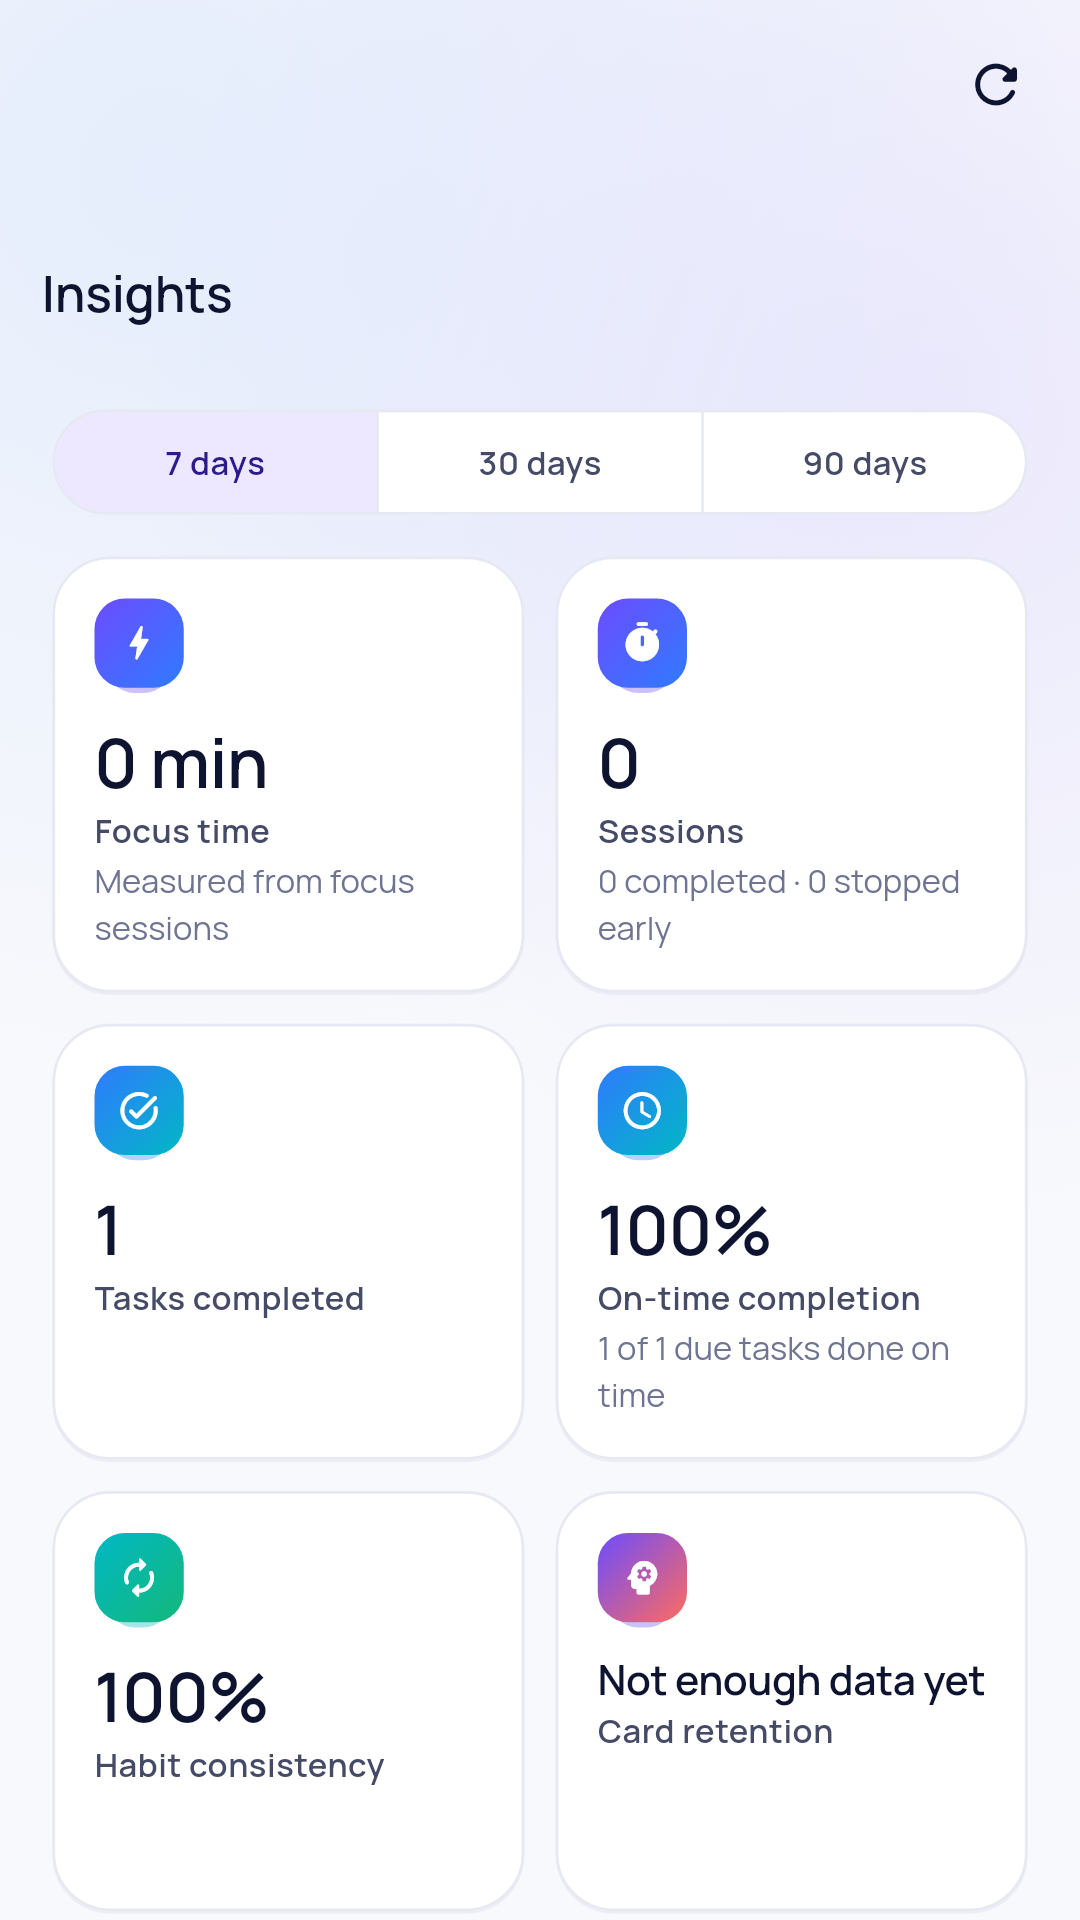 Insights
7 days
30 days
90 days
0 min
Focus time
Measured from focus
sessions
0
Sessions
0 completed · 0 stopped
early
1
Tasks completed
100%
On-time completion
1 of 1 due tasks done on
time
100%
Habit consistency
Not enough data yet
Card retention